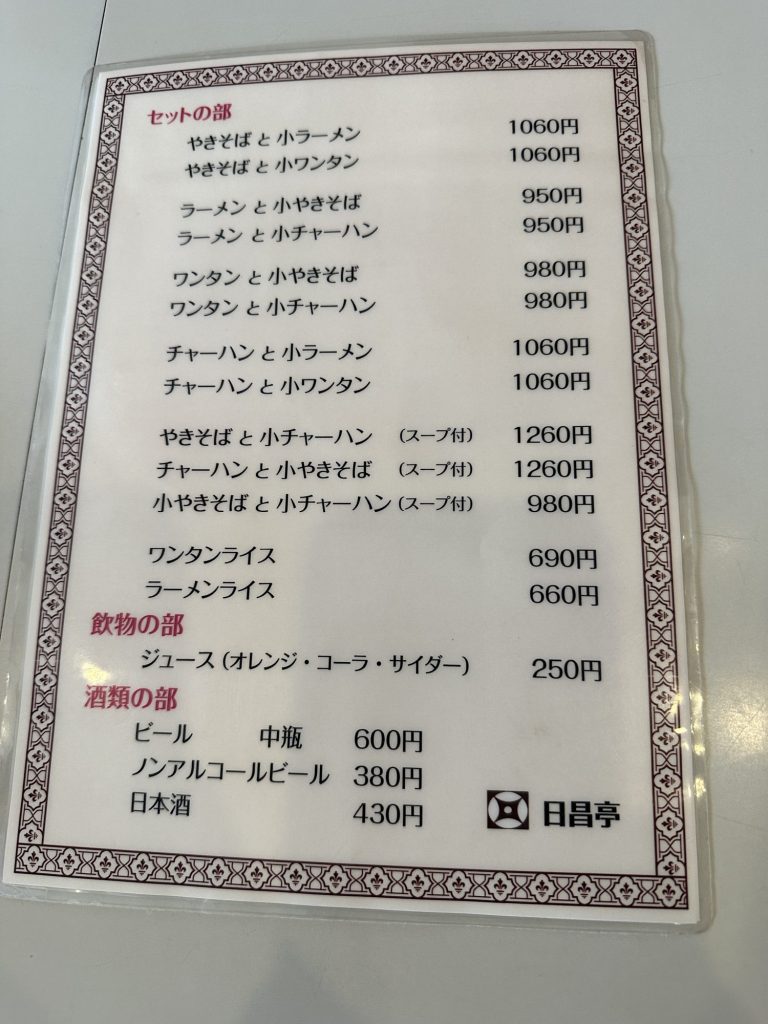 セットの部
やきそば と 小ラーメン 1060円
やきそば と 小ワンタン 1060円
ラーメン と 小やきそば 950円
ラーメン と 小チャーハン 950円
ワンタン と 小やきそば 980円
ワンタン と 小チャーハン 980円
チャーハン と 小ラーメン 1060円
チャーハン と 小ワンタン 1060円
やきそば と 小チャーハン (スープ付) 1260円
チャーハン と 小やきそば (スープ付) 1260円
小やきそば と 小チャーハン (スープ付) 980円
ワンタンライス 690円
ラーメンライス 660円
飲物の部
ジュース (オレンジ・コーラ・サイダー) 250円
酒類の部
ビール 中瓶 600円
ノンアルコールビール 380円
日本酒 430円
日昌亭